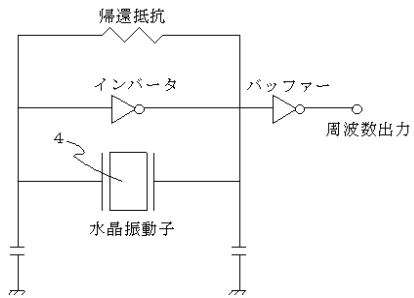 帰還抵抗
インバータ
バッファー
周波数出力
4
水晶振動子